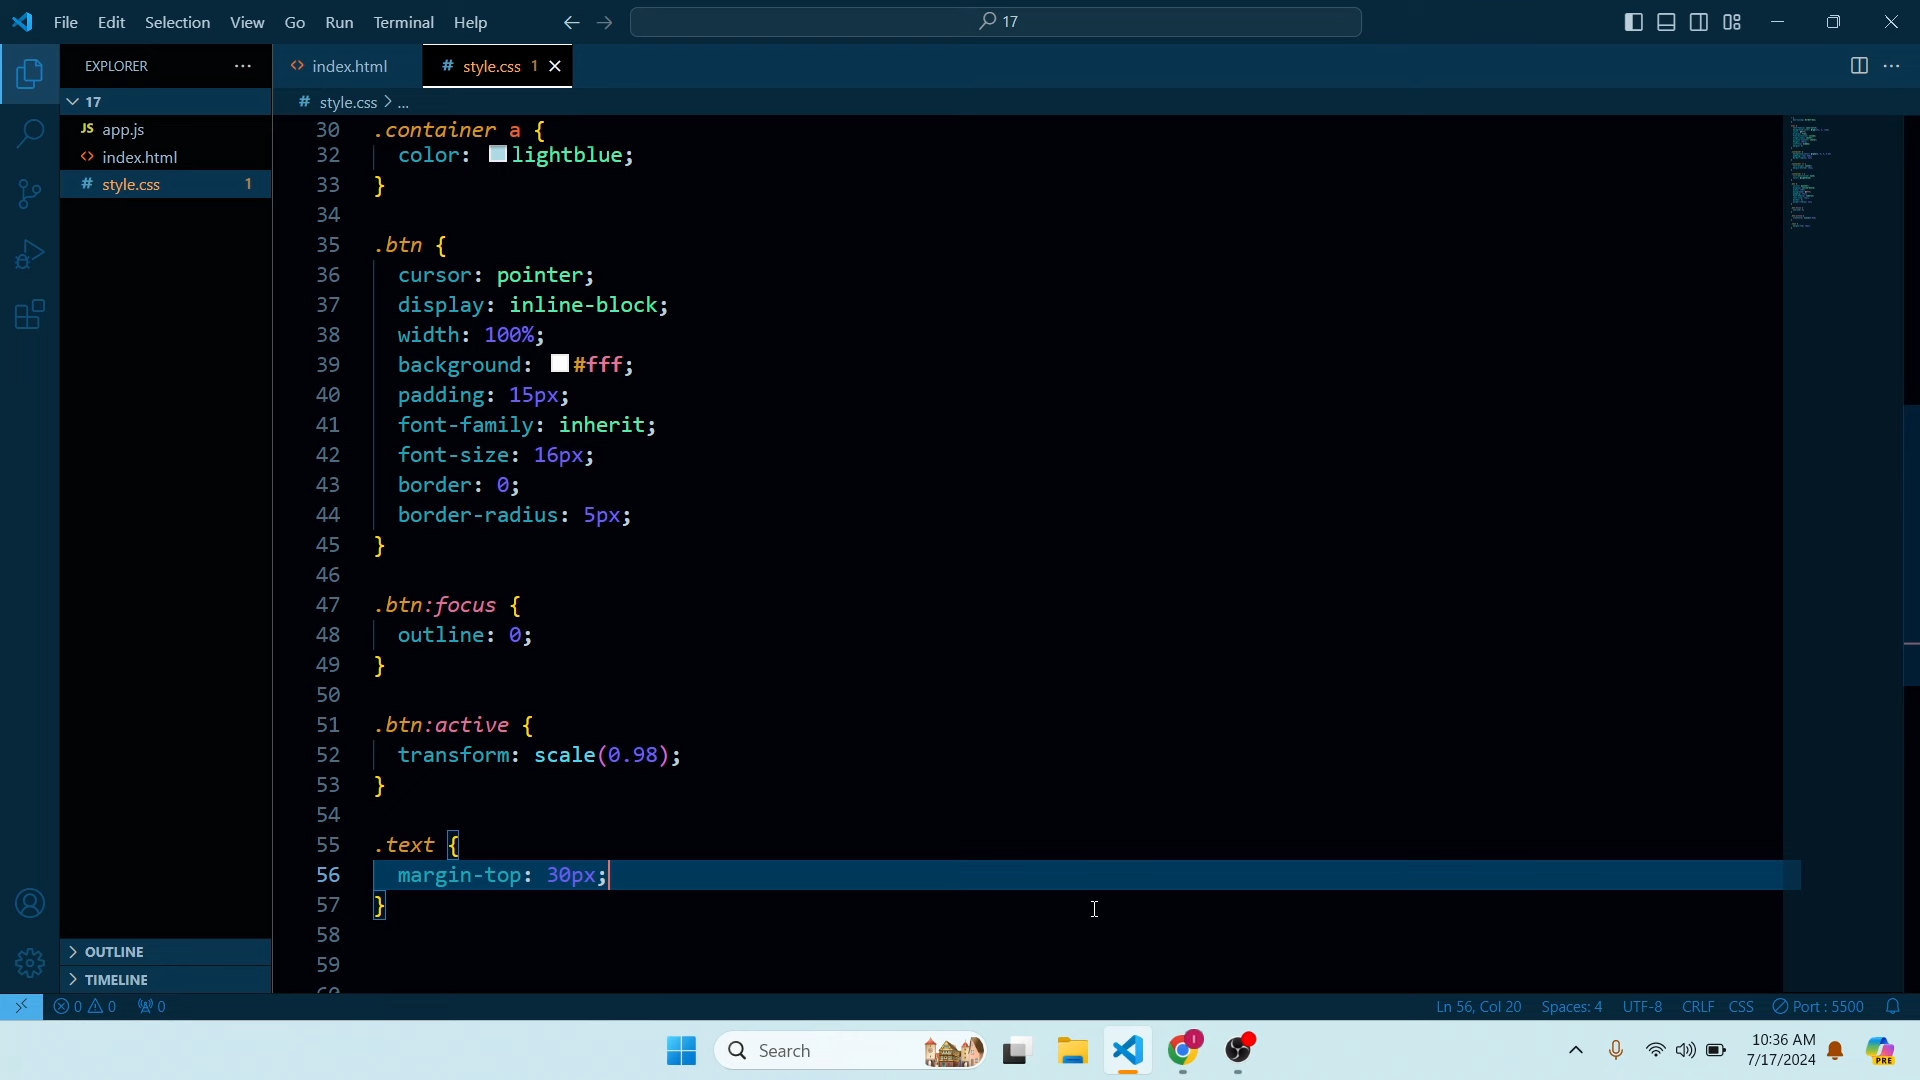 File Edit Selection View Go Run Terminal Help 17
EXPLORER
index.html
# style.css 1
17
# style.css > ...
JS app.js
<> index.html
# style.css 1
OUTLINE
TIMELINE
30 .container a {
32 color: lightblue;
33 }
34
35 .btn {
36 cursor: pointer;
37 display: inline-block;
38 width: 100%;
39 background: #fff;
40 padding: 15px;
41 font-family: inherit;
42 font-size: 16px;
43 border: 0;
44 border-radius: 5px;
45 }
46
47 .btn:focus {
48 outline: 0;
49 }
50
51 .btn:active {
52 transform: scale(0.98);
53 }
54
55 .text {
56 margin-top: 30px;
57 }
58
59
0 0 0 Ln 56, Col 20 Spaces: 4 UTF-8 CRLF CSS Port : 5500
Search
10:36 AM
7/17/2024
PRE